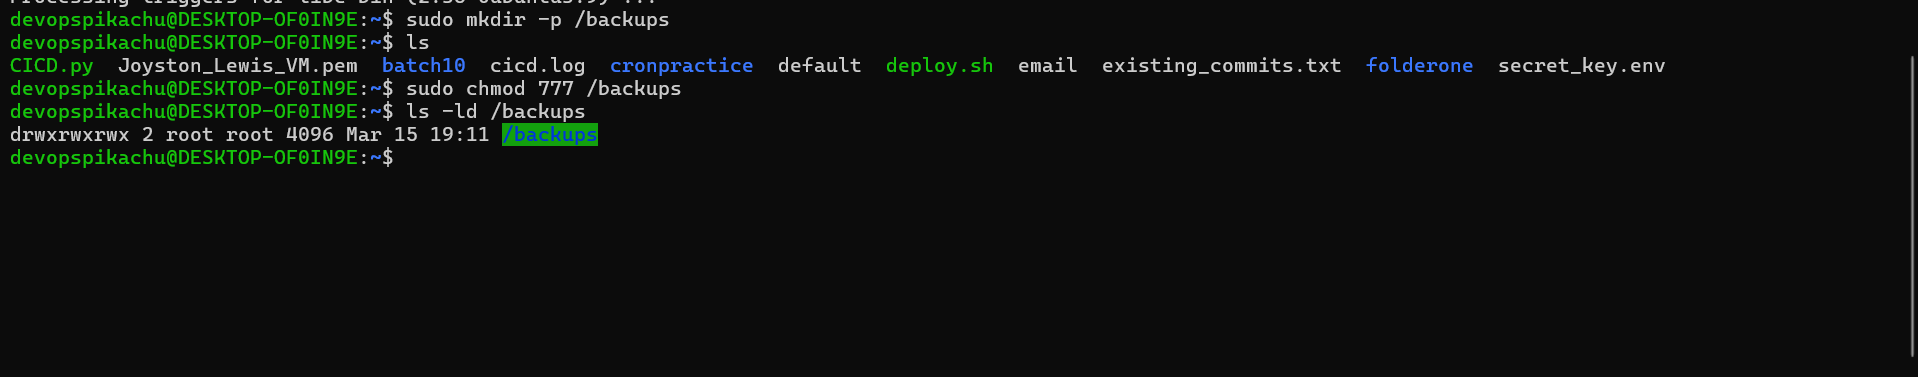 devopspikachu@DESKTOP-OF0IN9E:~$ sudo mkdir -p /backups
devopspikachu@DESKTOP-OF0IN9E:~$ ls
CICD.py  Joyston_Lewis_VM.pem  batch10  cicd.log  cronpractice  default  deploy.sh  email  existing_commits.txt  folderone  secret_key.env
devopspikachu@DESKTOP-OF0IN9E:~$ sudo chmod 777 /backups
devopspikachu@DESKTOP-OF0IN9E:~$ ls -ld /backups
drwxrwxrwx 2 root root 4096 Mar 15 19:11 /backups
devopspikachu@DESKTOP-OF0IN9E:~$